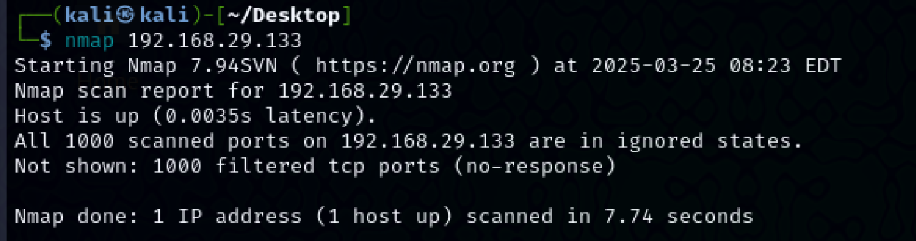 ┌──(kali㉿kali)-[~/Desktop]
└─$ nmap 192.168.29.133
Starting Nmap 7.94SVN ( https://nmap.org ) at 2025-03-25 08:23 EDT
Nmap scan report for 192.168.29.133
Host is up (0.0035s latency).
All 1000 scanned ports on 192.168.29.133 are in ignored states.
Not shown: 1000 filtered tcp ports (no-response)

Nmap done: 1 IP address (1 host up) scanned in 7.74 seconds